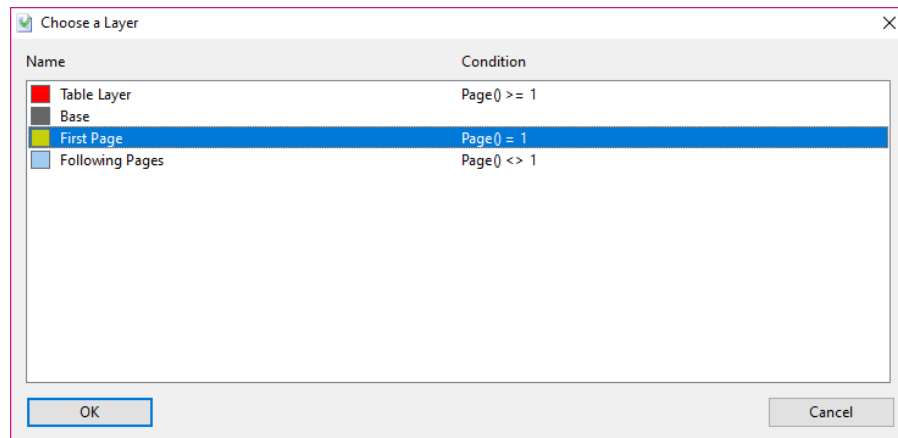 Choose a Layer
Name Condition
Table Layer Page() >= 1
Base
First Page Page() = 1
Following Pages Page() <> 1
OK Cancel